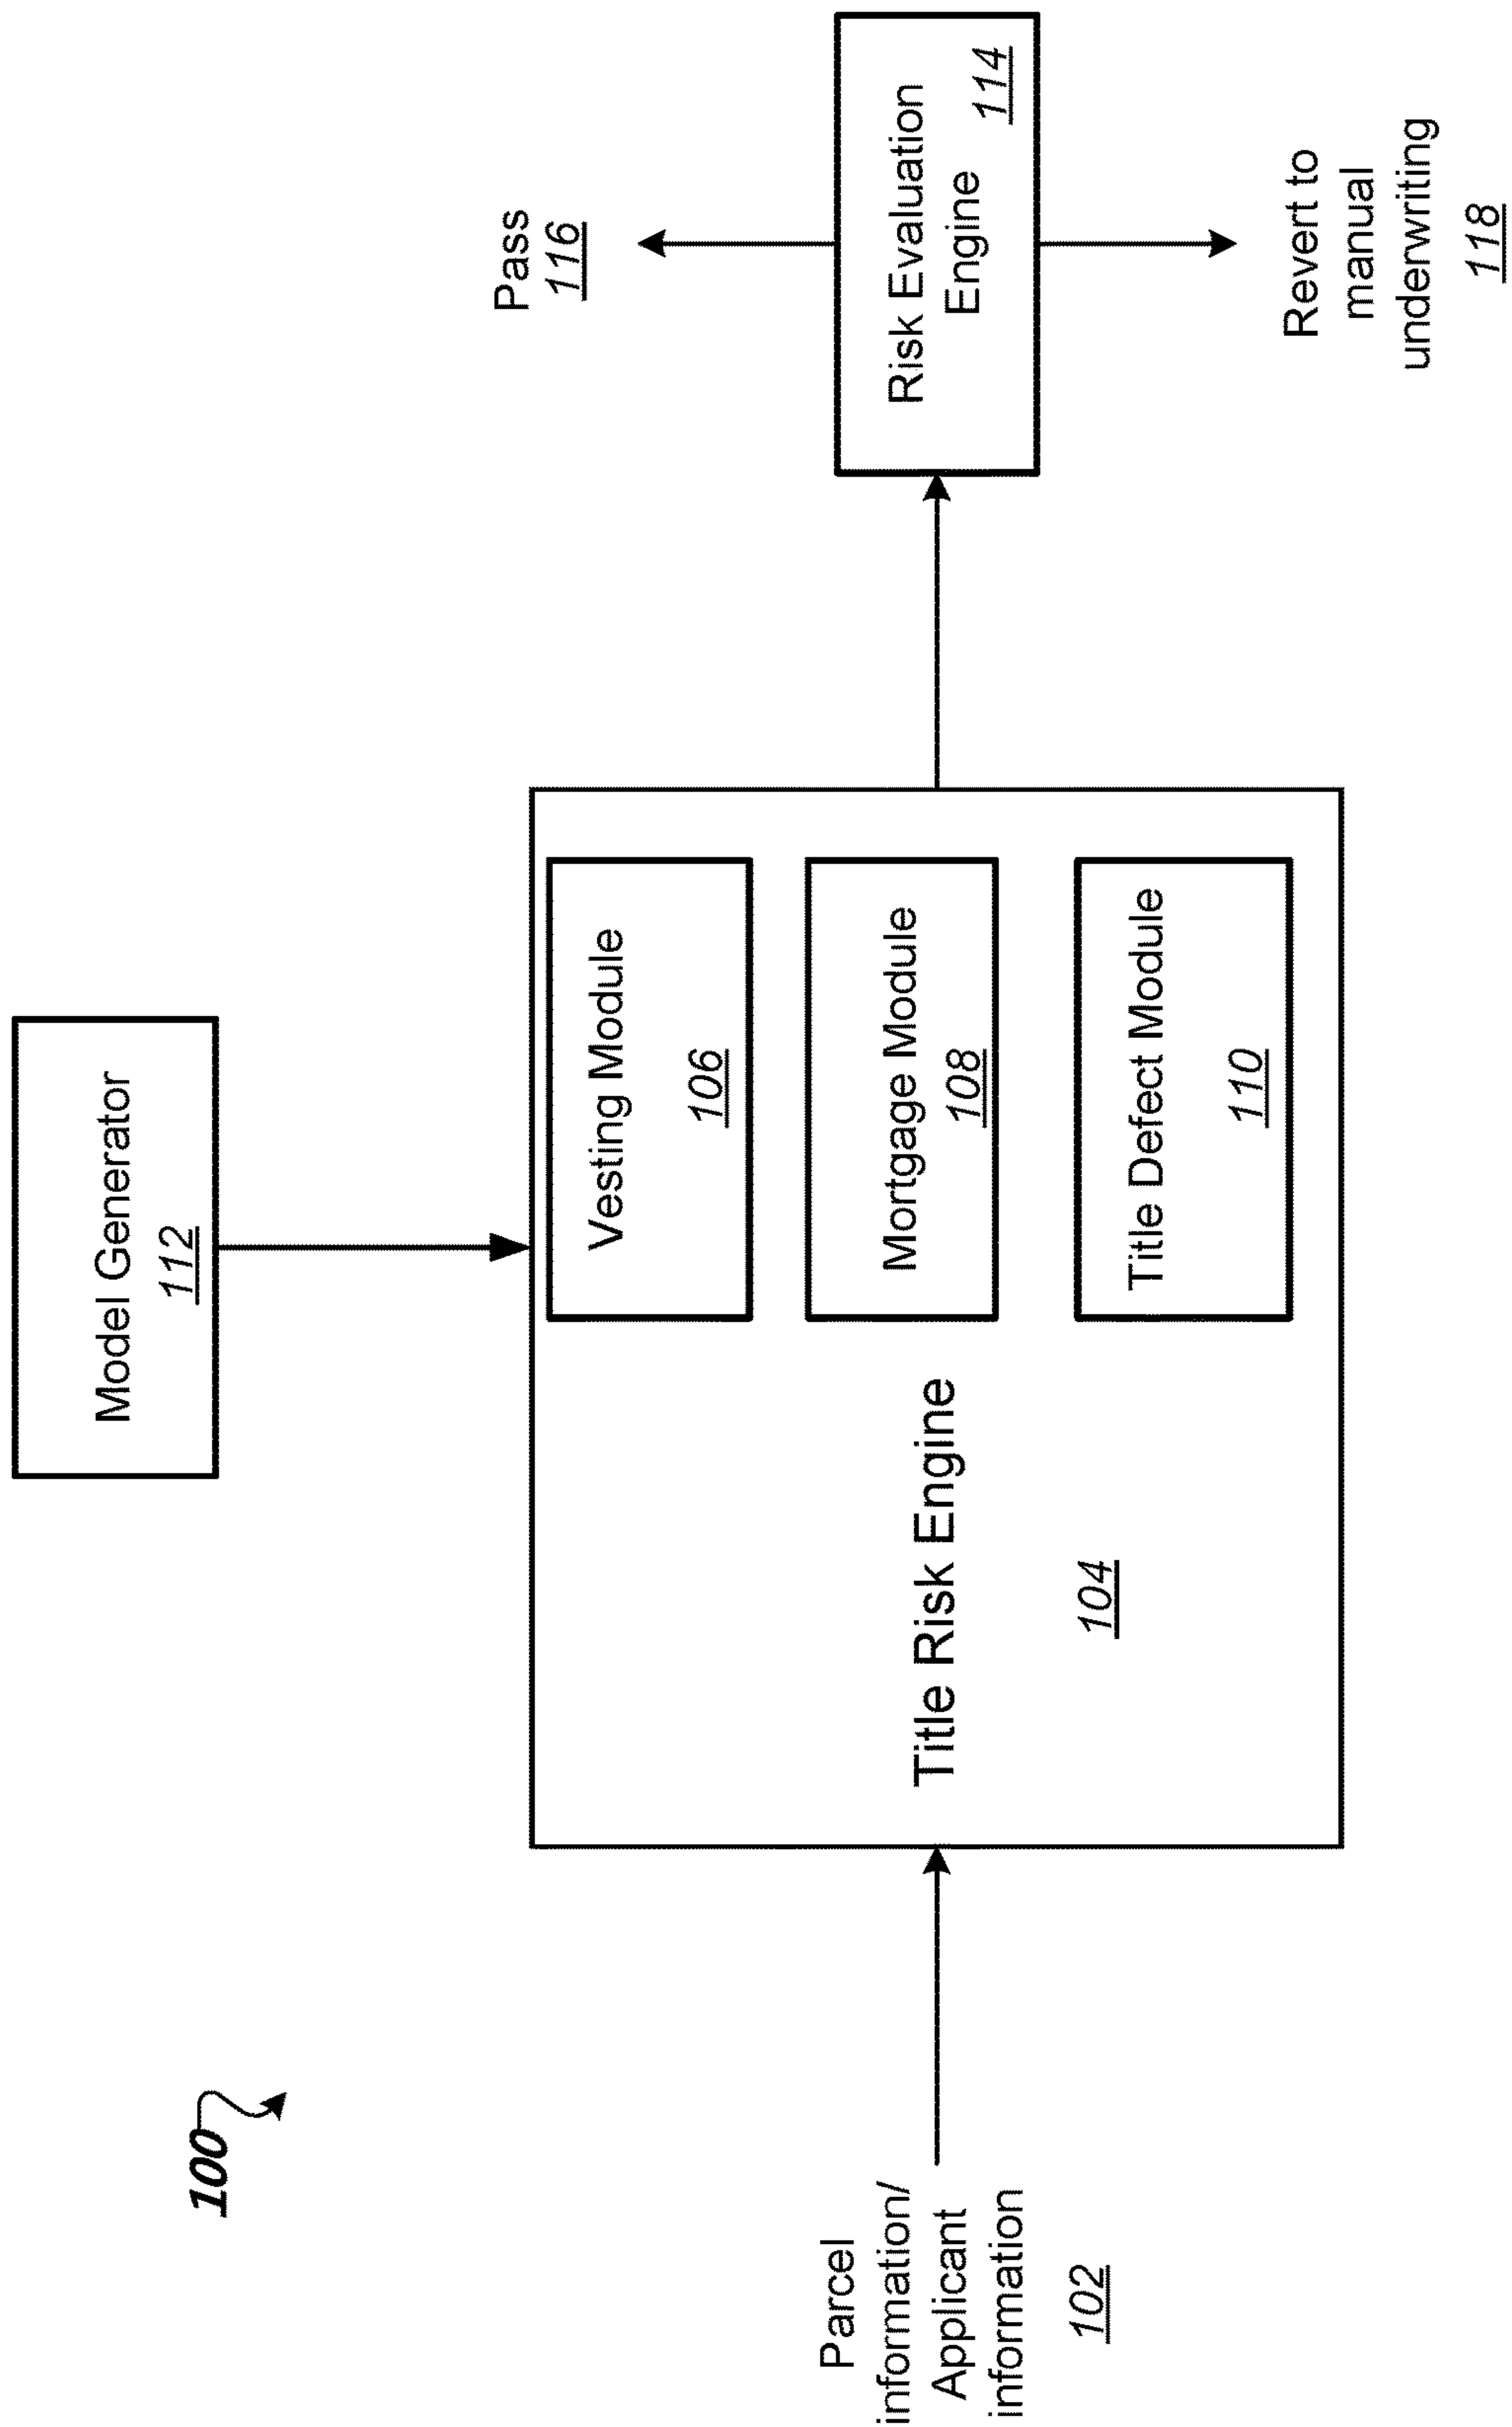 100
Model Generator
112
Parcel
information/
Applicant
information
102
Title Risk Engine
104
Vesting Module
106
Mortgage Module
108
Title Defect Module
110
Pass
116
Risk Evaluation
Engine
114
Revert to
manual
underwriting
118